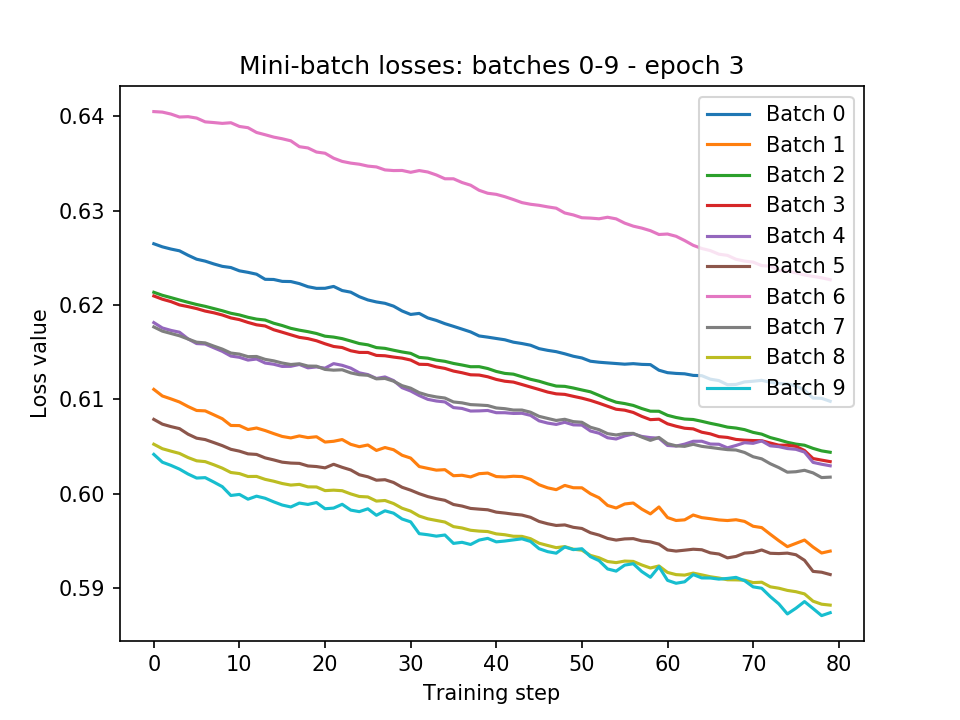 Mini-batch losses: batches 0-9 - epoch 3
Loss value
0.64
0.63
0.62
0.61
0.60
0.59
Batch 0
Batch 1
Batch 2
Batch 3
Batch 4
Batch 5
Batch 6
Batch 7
Batch 8
Batch 9
0 10 20 30 40 50 60 70 80
Training step